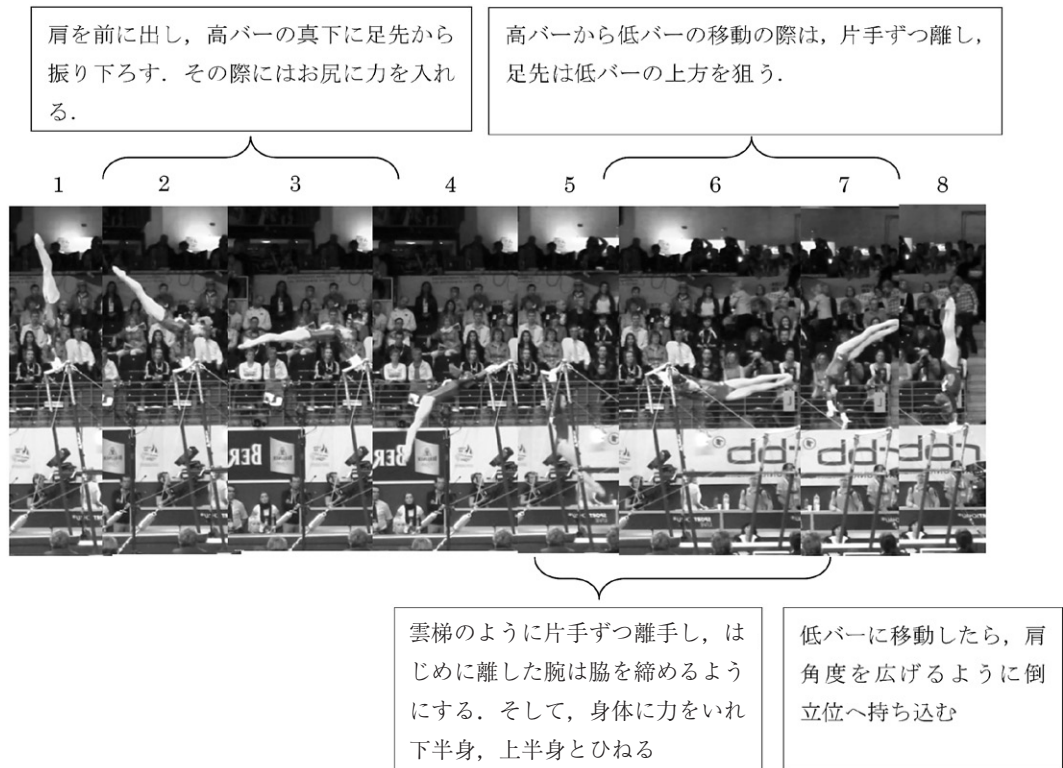 肩を前に出し，高バーの真下に足先から
振り下ろす．その際にはお尻に力を入れ
る．
高バーから低バーの移動の際は，片手ずつ離し，
足先は低バーの上方を狙う．
1 2 3 4 5 6 7 8
BER
BER
雲梯のように片手ずつ離手し，は
じめに離した腕は脇を締めるよう
にする．そして，身体に力をいれ
下半身，上半身とひねる
低バーに移動したら，肩
角度を広げるように倒
立位へ持ち込む